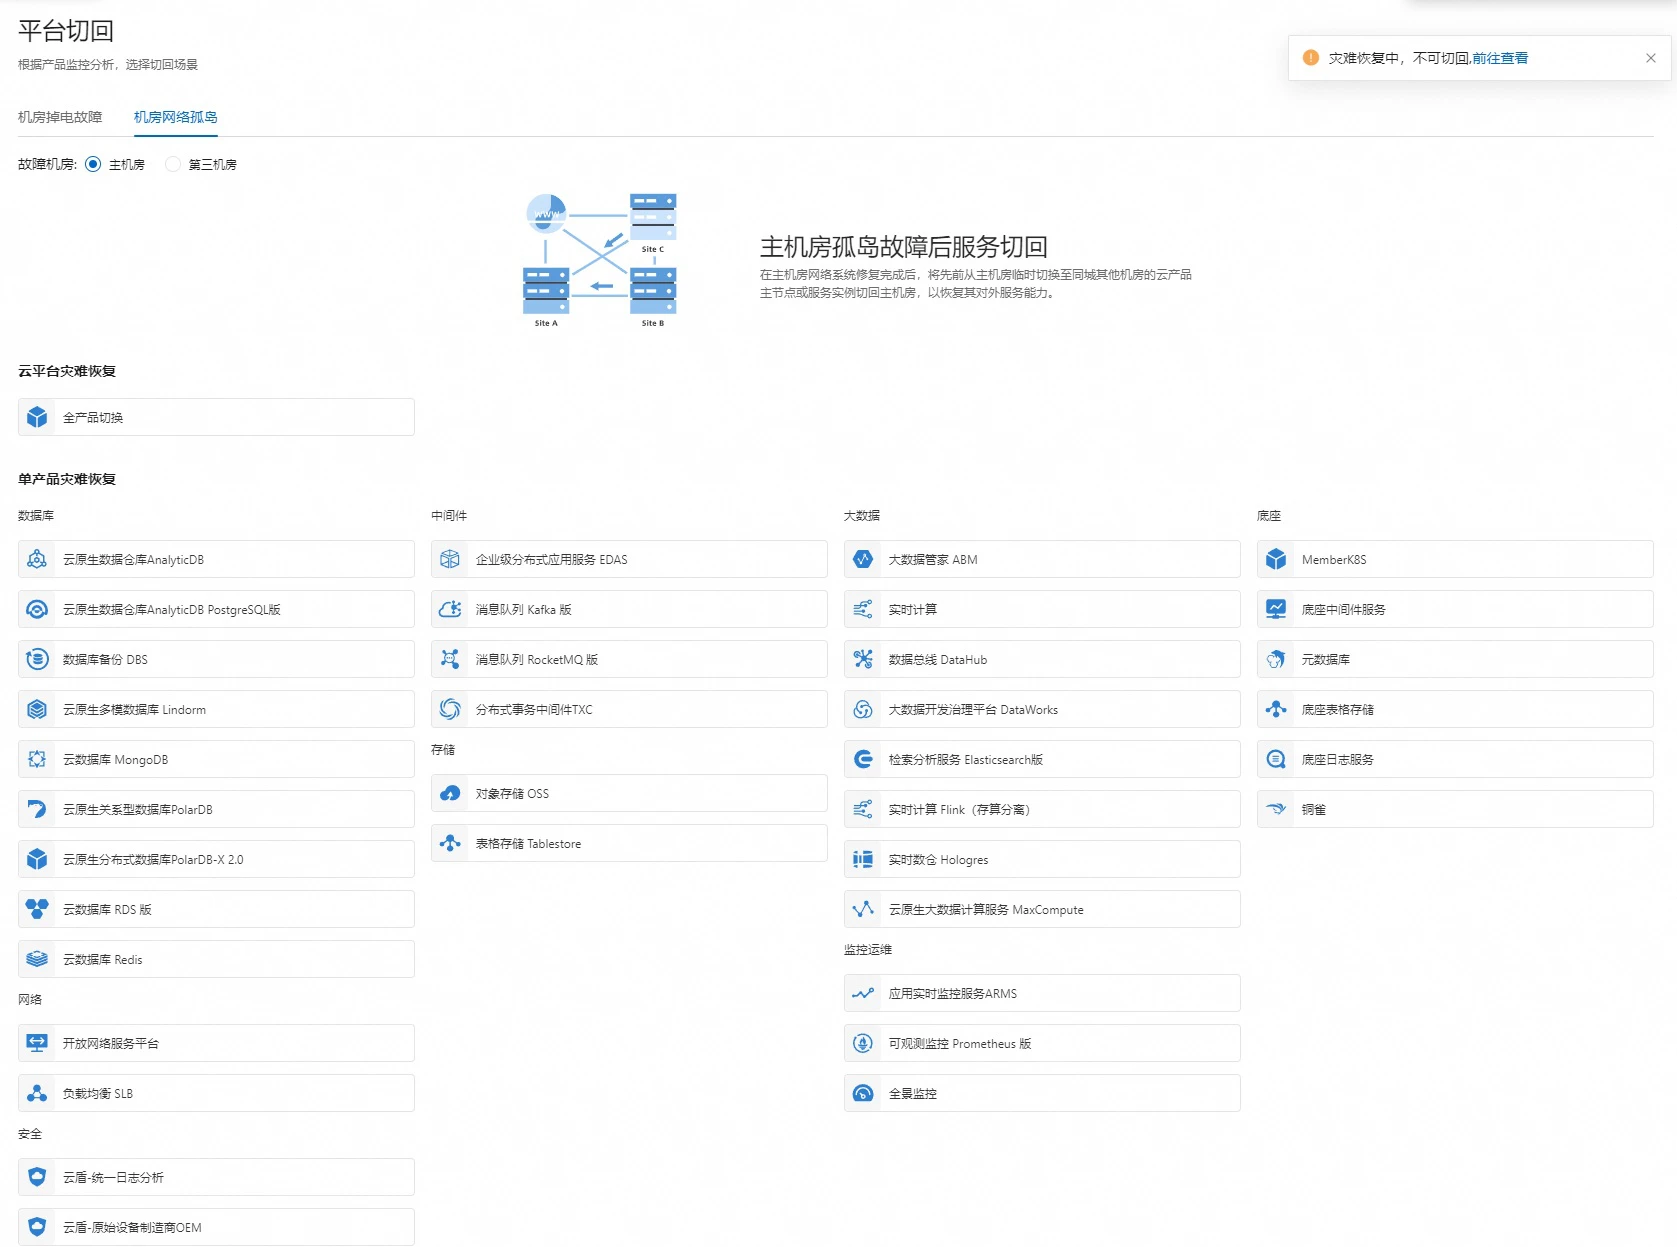 平台切回
根据产品监控分析，选择切回场景
灾难恢复中，不可切回,前往查看
机房掉电故障
机房网络孤岛
故障机房:
主机房
第三机房
www
Site C
Site A
Site B
主机房孤岛故障后服务切回
在主机房网络系统修复完成后，将先前从主机房临时切换至同城其他机房的云产品
主节点或服务实例切回主机房，以恢复其对外服务能力。
云平台灾难恢复
全产品切换
单产品灾难恢复
数据库
云原生数据仓库AnalyticDB
云原生数据仓库AnalyticDB PostgreSQL版
数据库备份 DBS
云原生多模数据库 Lindorm
云数据库 MongoDB
云原生关系型数据库PolarDB
云原生分布式数据库PolarDB-X 2.0
云数据库 RDS 版
云数据库 Redis
网络
开放网络服务平台
负载均衡 SLB
安全
云盾-统一日志分析
云盾-原始设备制造商OEM
中间件
企业级分布式应用服务 EDAS
消息队列 Kafka 版
消息队列 RocketMQ 版
分布式事务中间件TXC
存储
对象存储 OSS
表格存储 Tablestore
大数据
大数据管家 ABM
实时计算
数据总线 DataHub
大数据开发治理平台 DataWorks
检索分析服务 Elasticsearch版
实时计算 Flink（存算分离）
实时数仓 Hologres
云原生大数据计算服务 MaxCompute
监控运维
应用实时监控服务ARMS
可观测监控 Prometheus 版
全景监控
底座
MemberK8S
底座中间件服务
元数据库
底座表格存储
底座日志服务
铜雀